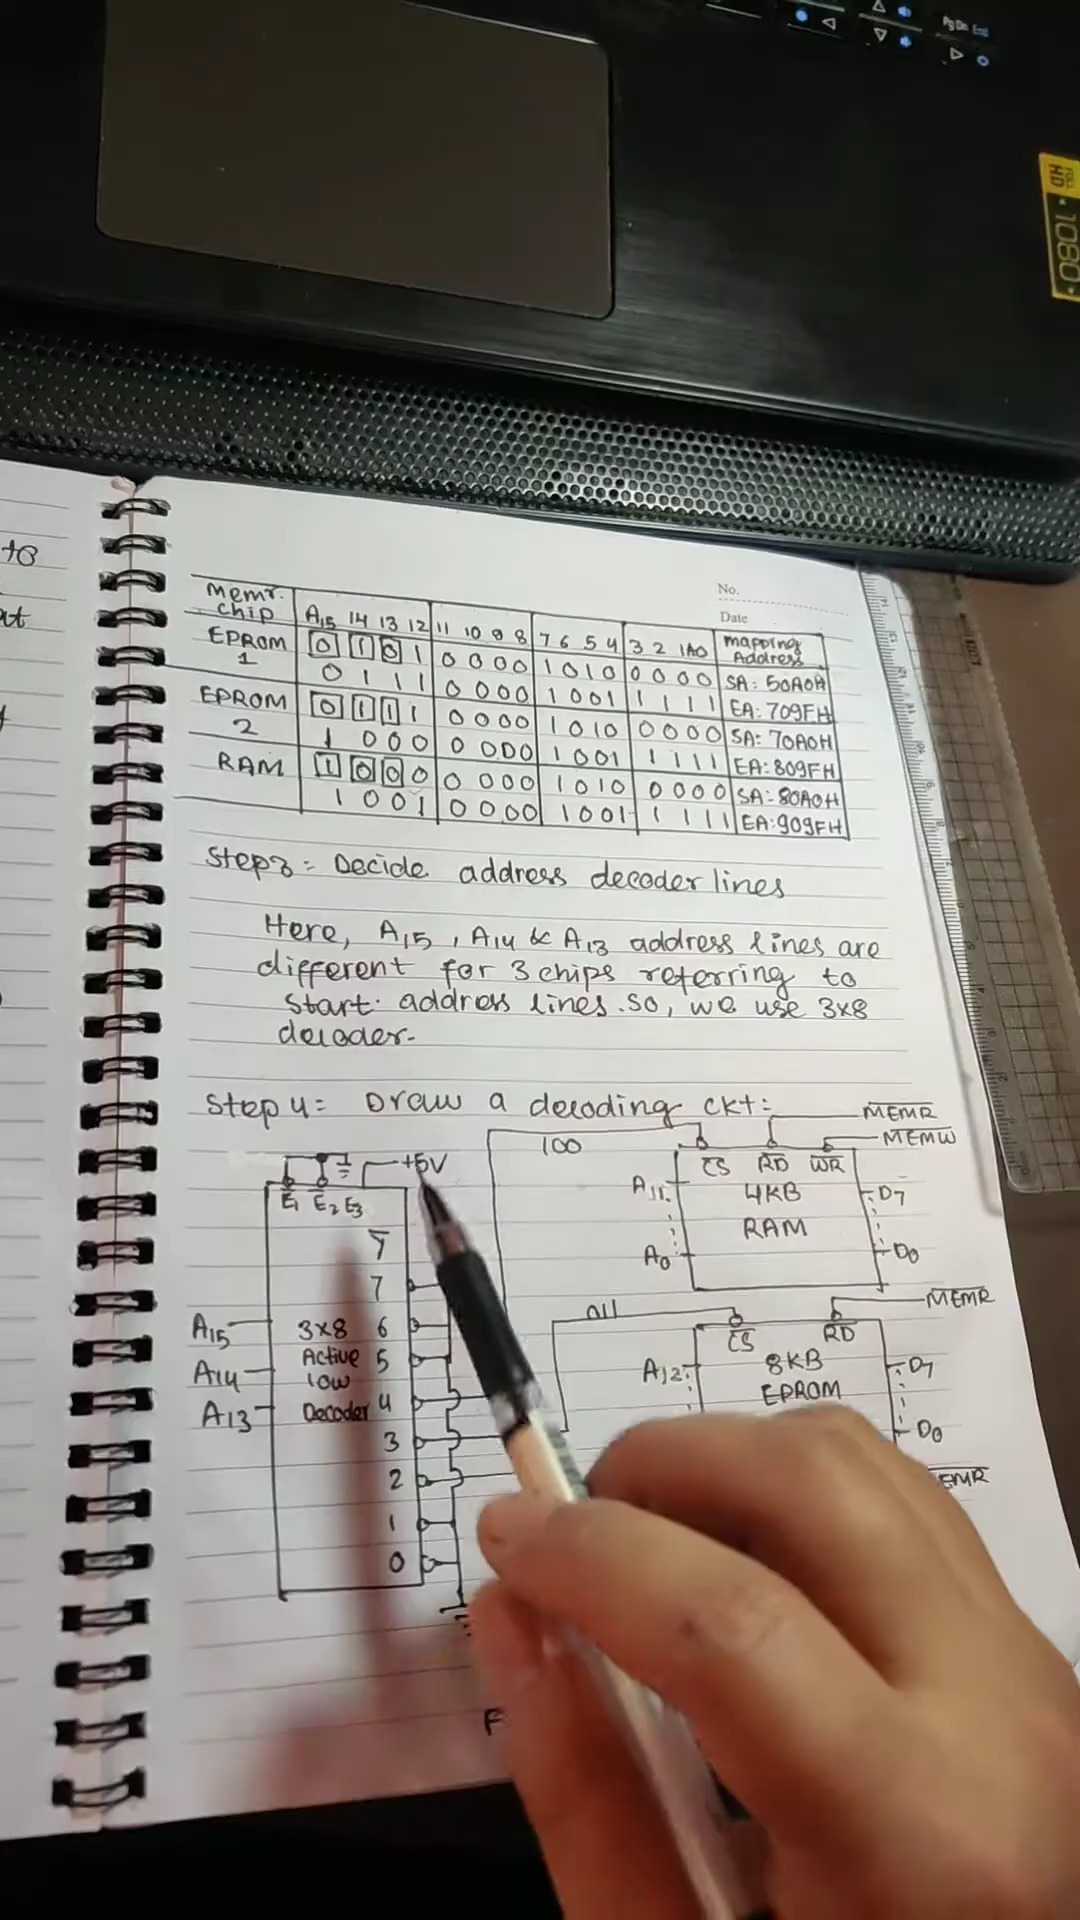 PgDn End
FULL HD 1080
to
No.
Date
Memr. chip A15 14 13 12 11 10 9 8 7 6 5 4 3 2 1 A0 mapping Address
EPROM 1 0 1 0 1 0 0 0 0 1 0 1 0 0 0 0 0 SA: 50A0H
0 1 1 1 0 0 0 0 1 0 0 1 1 1 1 1 EA: 709FH
EPROM 2 0 1 1 1 0 0 0 0 1 0 1 0 0 0 0 0 SA: 70A0H
1 0 0 0 0 0 0 0 1 0 0 1 1 1 1 1 EA: 809FH
RAM 1 0 0 0 0 0 0 0 1 0 1 0 0 0 0 0 SA: 80A0H
1 0 0 1 0 0 0 0 1 0 0 1 1 1 1 1 EA: 909FH
Step3 = Decide address decoder lines
Here, A15, A14 & A13 address lines are
different for 3 chips referring to
start address lines. So, we use 3x8
decoder.
Step 4 = Draw a decoding ckt =
M̅E̅M̅R̅
M̅E̅M̅W̅
100
C̅S̅ R̅D̅ W̅R̅
+5V
E̅1 E̅2 E3
A11
4KB
RAM
D7
A0
D0
Y̅
7
A15 3x8 6
Active 5
A14 low
A13 Decoder 4
3
2
1
0
011
M̅E̅M̅R̅
C̅S̅ R̅D̅
A12
8KB
EPROM
D7
D0
EMR
F